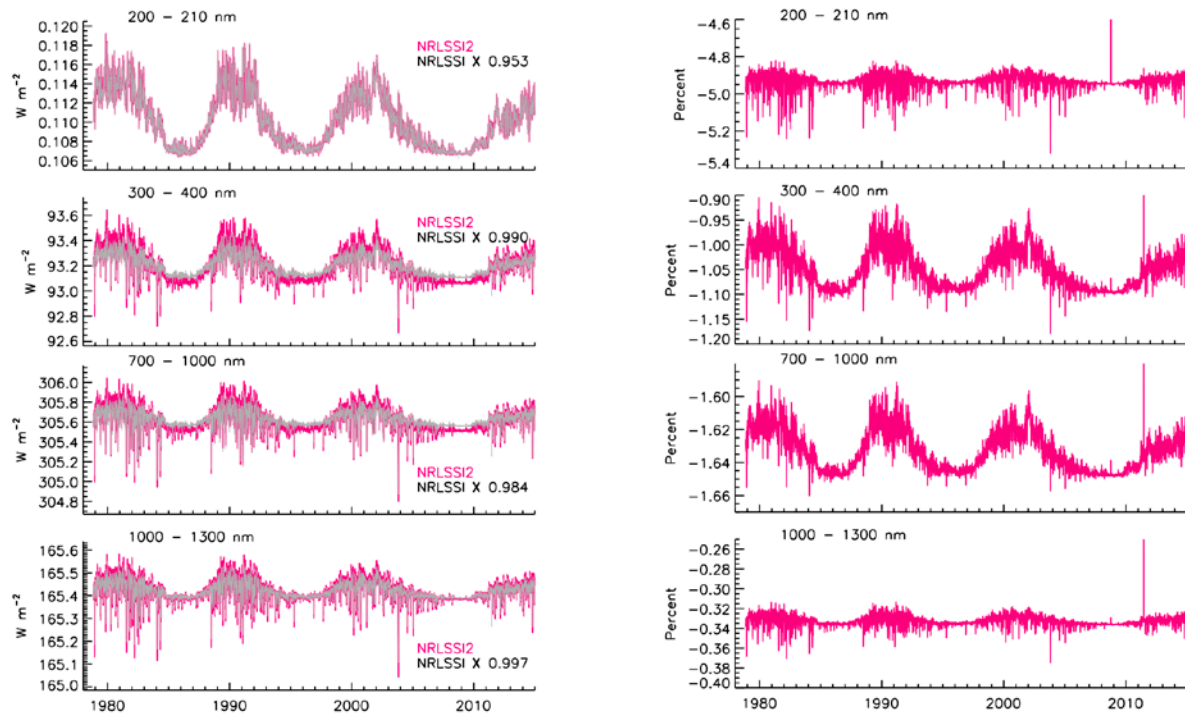 200 – 210 nm
0.120
0.118
0.116
0.114
0.112
0.110
0.108
0.106
W m⁻²
NRLSSI2
NRLSSI X 0.953
300 – 400 nm
93.6
93.4
93.2
93.0
92.8
92.6
W m⁻²
NRLSSI2
NRLSSI X 0.990
700 – 1000 nm
306.0
305.8
305.6
305.4
305.2
305.0
304.8
W m⁻²
NRLSSI2
NRLSSI X 0.984
1000 – 1300 nm
165.6
165.5
165.4
165.3
165.2
165.1
165.0
W m⁻²
NRLSSI2
NRLSSI X 0.997
1980 1990 2000 2010
200 – 210 nm
−4.6
−4.8
−5.0
−5.2
−5.4
Percent
1980 1990 2000 2010
300 – 400 nm
−0.90
−0.95
−1.00
−1.05
−1.10
−1.15
−1.20
Percent
700 – 1000 nm
−1.60
−1.62
−1.64
−1.66
Percent
1000 – 1300 nm
−0.26
−0.28
−0.30
−0.32
−0.34
−0.36
−0.38
−0.40
Percent
1980 1990 2000 2010